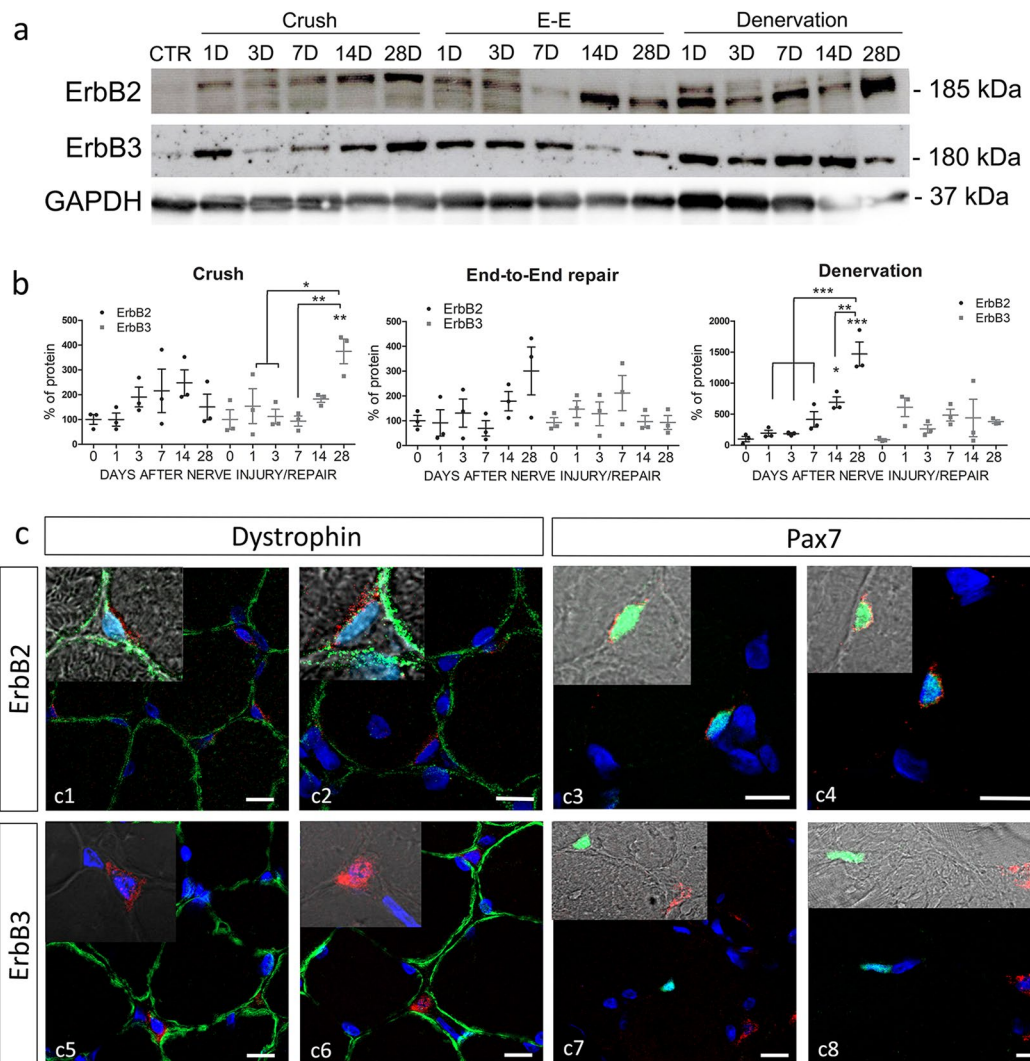 a
Crush E-E Denervation
CTR 1D 3D 7D 14D 28D 1D 3D 7D 14D 28D 1D 3D 7D 14D 28D
ErbB2 - 185 kDa
ErbB3 - 180 kDa
GAPDH - 37 kDa
b
Crush
ErbB2
ErbB3
% of protein
500
400
300
200
100
0
* ** **
0 1 3 7 14 28 0 1 3 7 14 28
DAYS AFTER NERVE INJURY/REPAIR
End-to-End repair
ErbB2
ErbB3
% of protein
500
400
300
200
100
0
0 1 3 7 14 28 0 1 3 7 14 28
DAYS AFTER NERVE INJURY/REPAIR
Denervation
ErbB2
ErbB3
% of protein
2000
1500
1000
500
0
*** ** *** *
0 1 3 7 14 28 0 1 3 7 14 28
DAYS AFTER NERVE INJURY/REPAIR
c
Dystrophin Pax7
ErbB2
c1 c2 c3 c4
ErbB3
c5 c6 c7 c8